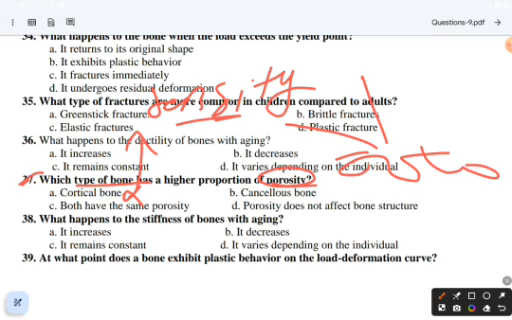 Questions-9.pdf
34. What happens to the bone when the load exceeds the yield point?
a. It returns to its original shape
b. It exhibits plastic behavior
c. It fractures immediately
d. It undergoes residual deformation
35. What type of fractures are more common in children compared to adults?
a. Greenstick fractures b. Brittle fractures
c. Elastic fractures d. Plastic fracture
36. What happens to the ductility of bones with aging?
a. It increases b. It decreases
c. It remains constant d. It varies depending on the individual
37. Which type of bone has a higher proportion of porosity?
a. Cortical bone b. Cancellous bone
c. Both have the same porosity d. Porosity does not affect bone structure
38. What happens to the stiffness of bones with aging?
a. It increases b. It decreases
c. It remains constant d. It varies depending on the individual
39. At what point does a bone exhibit plastic behavior on the load-deformation curve?
density